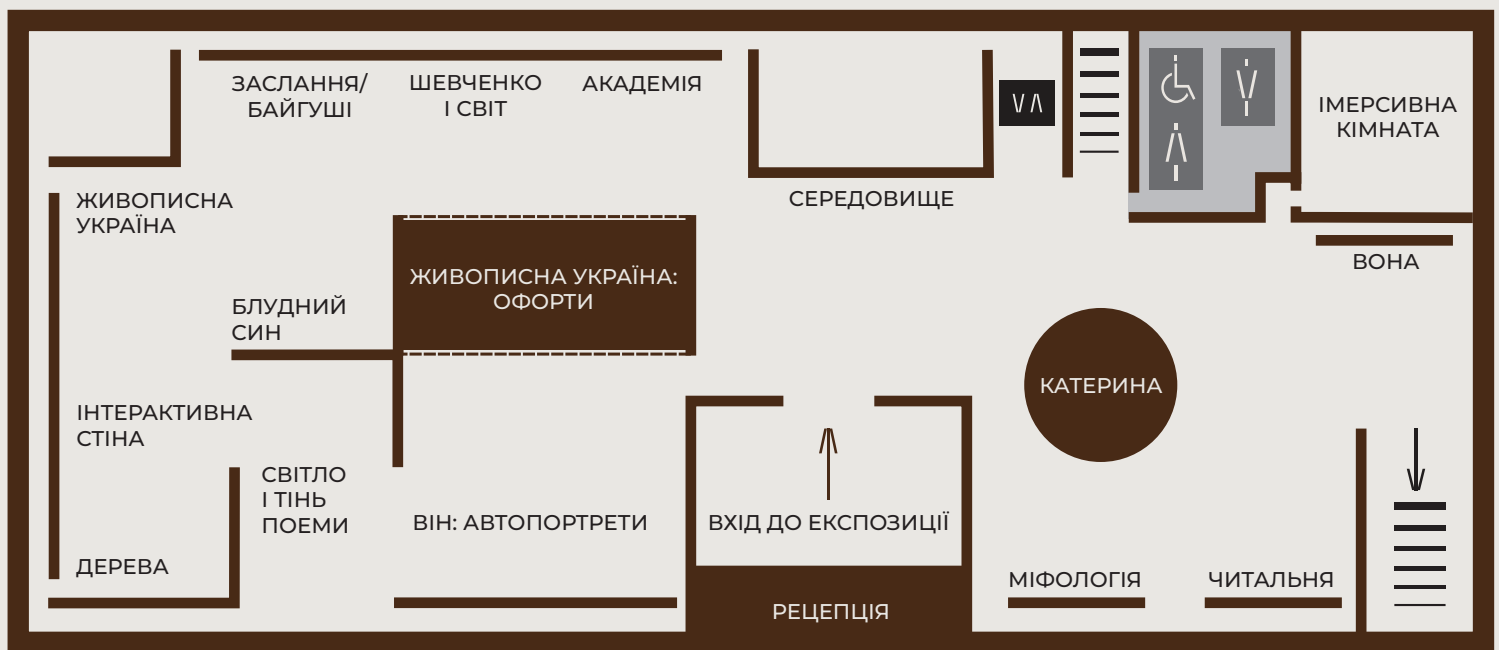 ЗАСЛАННЯ/
БАЙГУШІ
ШЕВЧЕНКО
І СВІТ
АКАДЕМІЯ
ІМЕРСИВНА
КІМНАТА
ЖИВОПИСНА
УКРАЇНА
СЕРЕДОВИЩЕ
ВОНА
ЖИВОПИСНА УКРАЇНА:
ОФОРТИ
БЛУДНИЙ
СИН
КАТЕРИНА
ІНТЕРАКТИВНА
СТІНА
СВІТЛО
І ТІНЬ
ПОЕМИ
ВІН: АВТОПОРТРЕТИ
ВХІД ДО ЕКСПОЗИЦІЇ
ДЕРЕВА
МІФОЛОГІЯ
ЧИТАЛЬНЯ
РЕЦЕПЦІЯ